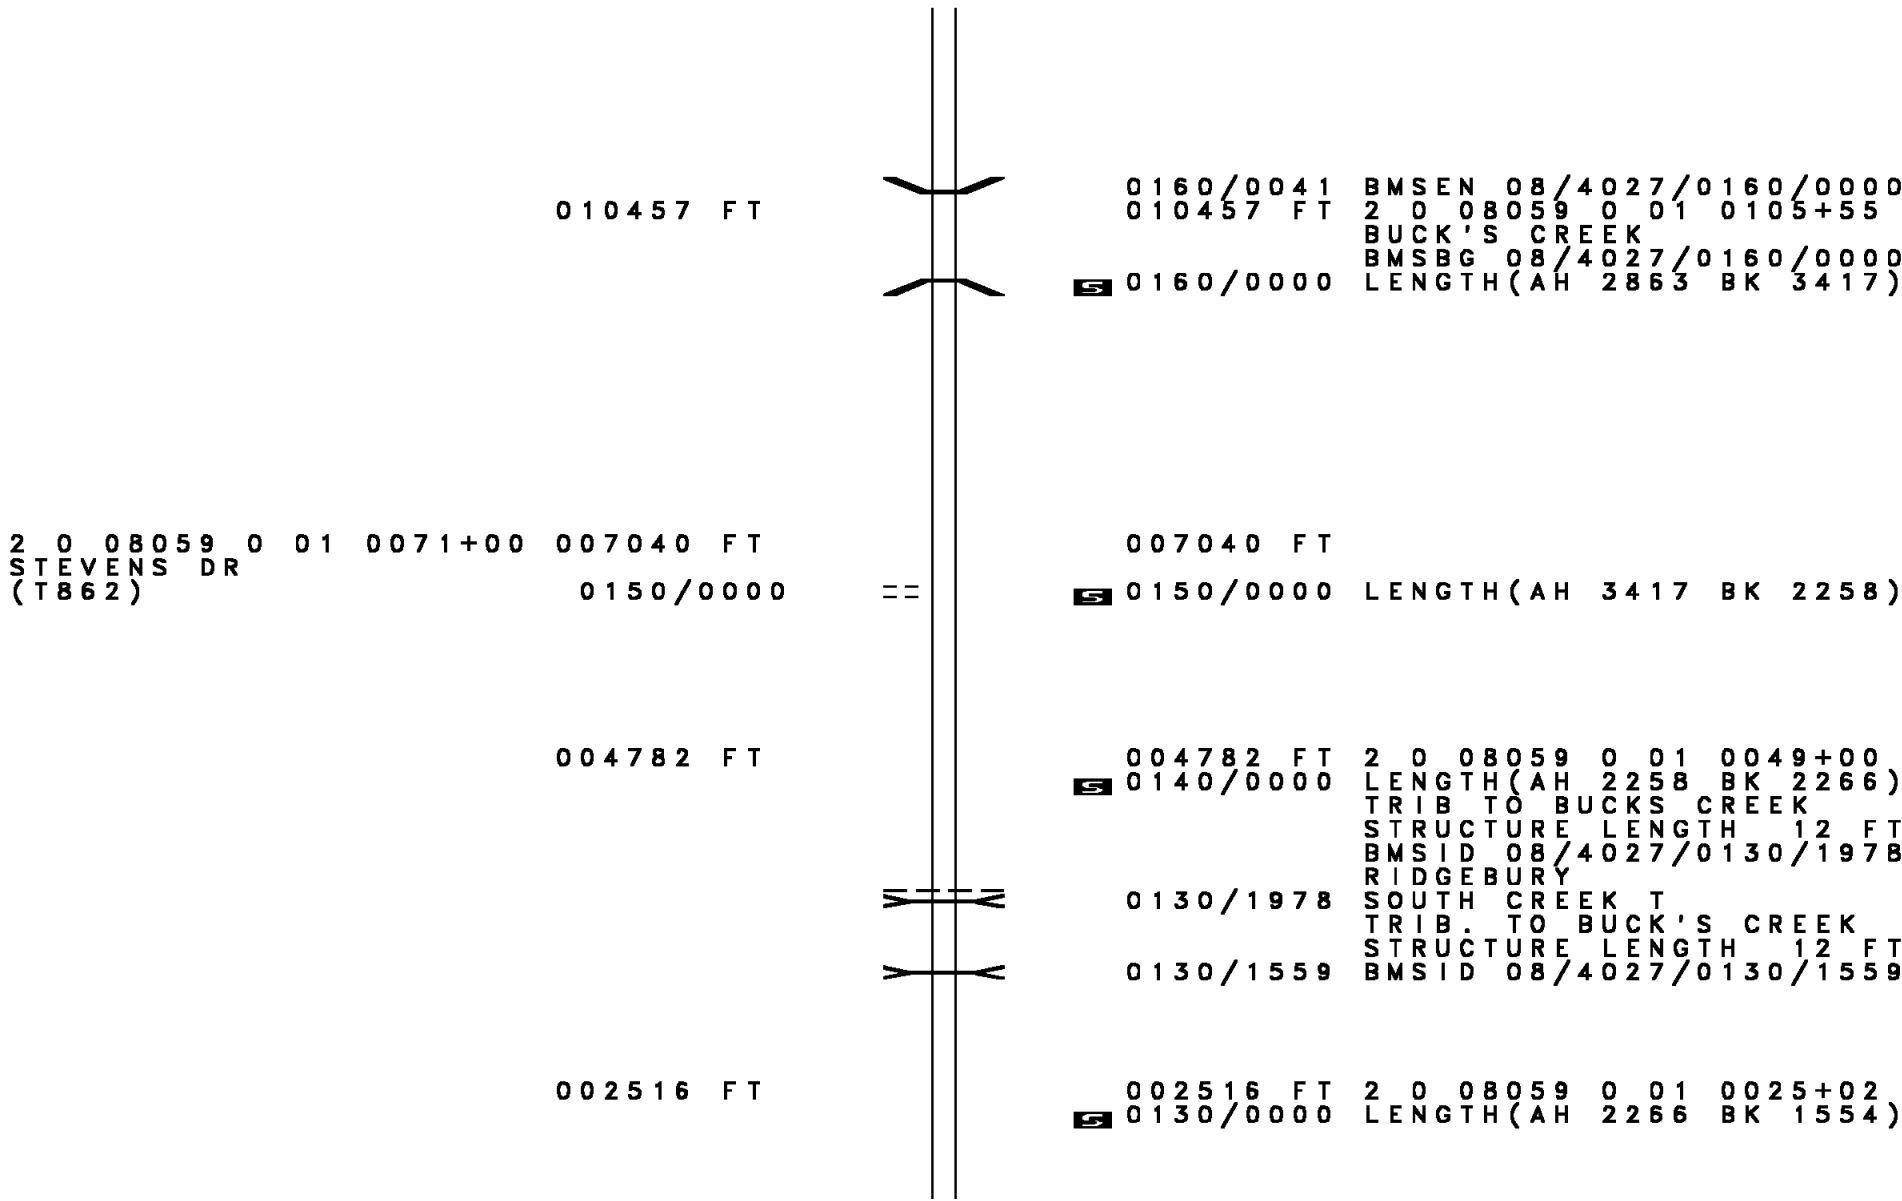 0160/0041 BMSEN 08/4027/0160/0000
010457 FT 010457 FT 2 0 08059 0 01 0105+55
BUCK'S CREEK
BMSBG 08/4027/0160/0000
S 0160/0000 LENGTH(AH 2863 BK 3417)
2 0 08059 0 01 0071+00 007040 FT 007040 FT
STEVENS DR
(T862) 0150/0000 S 0150/0000 LENGTH(AH 3417 BK 2258)
004782 FT 004782 FT 2 0 08059 0 01 0049+00
S 0140/0000 LENGTH(AH 2258 BK 2266)
TRIB TO BUCKS CREEK
STRUCTURE LENGTH 12 FT
BMSID 08/4027/0130/1978
RIDGEBURY
0130/1978 SOUTH CREEK T
TRIB. TO BUCK'S CREEK
STRUCTURE LENGTH 12 FT
0130/1559 BMSID 08/4027/0130/1559
002516 FT 002516 FT 2 0 08059 0 01 0025+02
S 0130/0000 LENGTH(AH 2266 BK 1554)